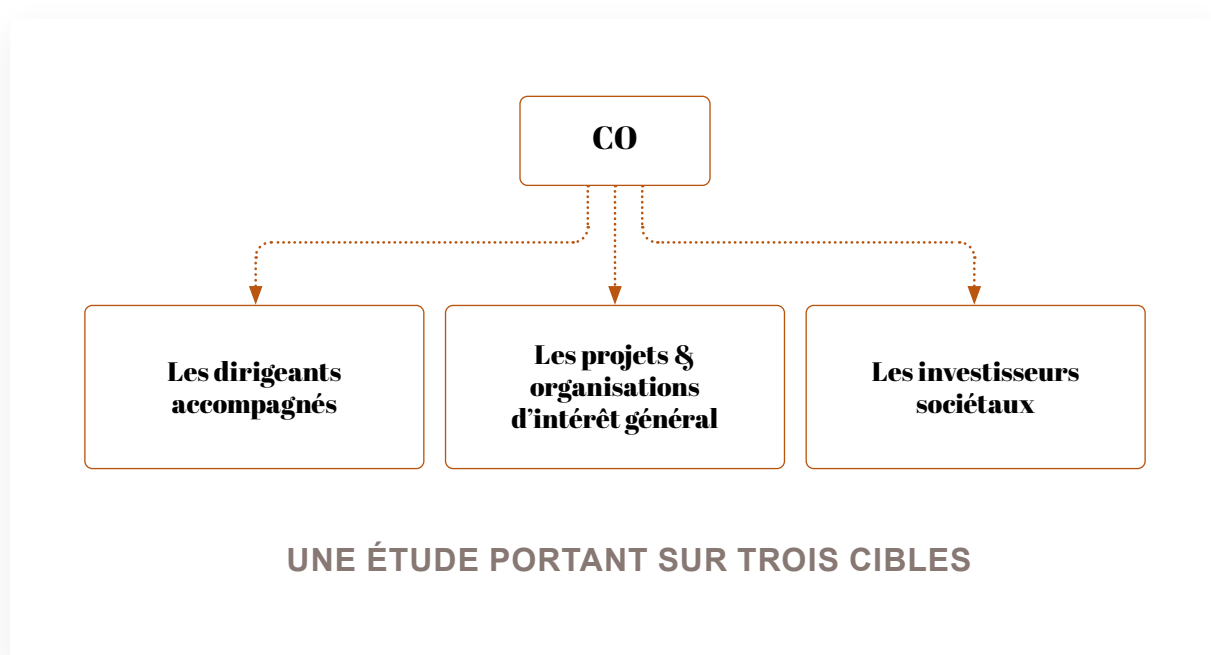 CO
Les dirigeants
accompagnés
Les projets &
organisations
d’intérêt général
Les investisseurs
sociétaux
UNE ÉTUDE PORTANT SUR TROIS CIBLES